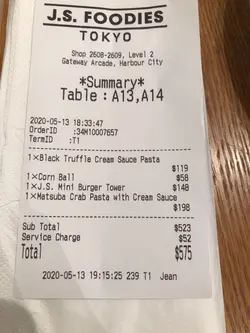 J.S. FOODIES
TOKYO
Shop 2608-2609, Level 2
Gateway Arcade, Harbour City
*Summary*
Table : A13,A14
2020-05-13 18:33:47
OrderID :34M10007657
TermID :T1
1×Black Truffle Cream Sauce Pasta
$119
1×Corn Ball $58
1×J.S. Mini Burger Tower $148
1×Matsuba Crab Pasta with Cream Sauce
$198
Sub Total $523
Service Charge $52
Total $575
2020-05-13 19:15:25 239 T1 Jean